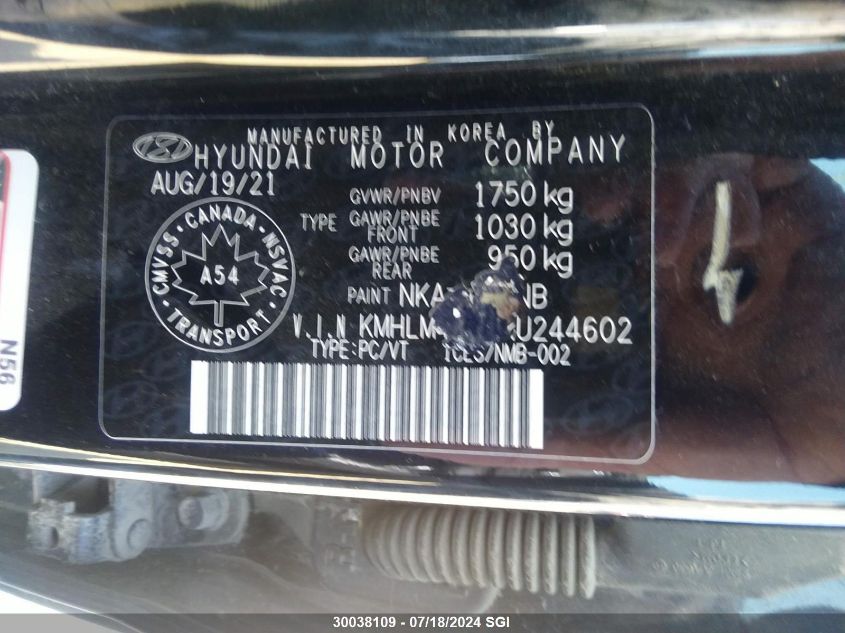 MANUFACTURED IN KOREA BY
HYUNDAI MOTOR COMPANY
AUG/19/21
GVWR/PNBV 1750 kg
TYPE GAWR/PNBE FRONT 1030 kg
GAWR/PNBE REAR 950 kg
CMVSS · CANADA · NSVAC
A54
· TRANSPORT ·
PAINT
V.I.N
TYPE:PC/VT
N56
30038109 - 07/18/2024 SGI